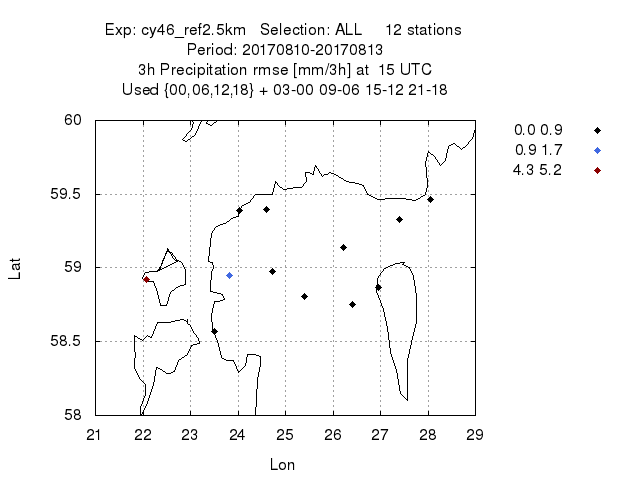 Exp: cy46_ref2.5km   Selection: ALL     12 stations
Period: 20170810-20170813
3h Precipitation rmse [mm/3h] at  15 UTC
Used {00,06,12,18} + 03-00 09-06 15-12 21-18
0.0 0.9
0.9 1.7
4.3 5.2
60
59.5
59
58.5
58
Lat
21 22 23 24 25 26 27 28 29
Lon